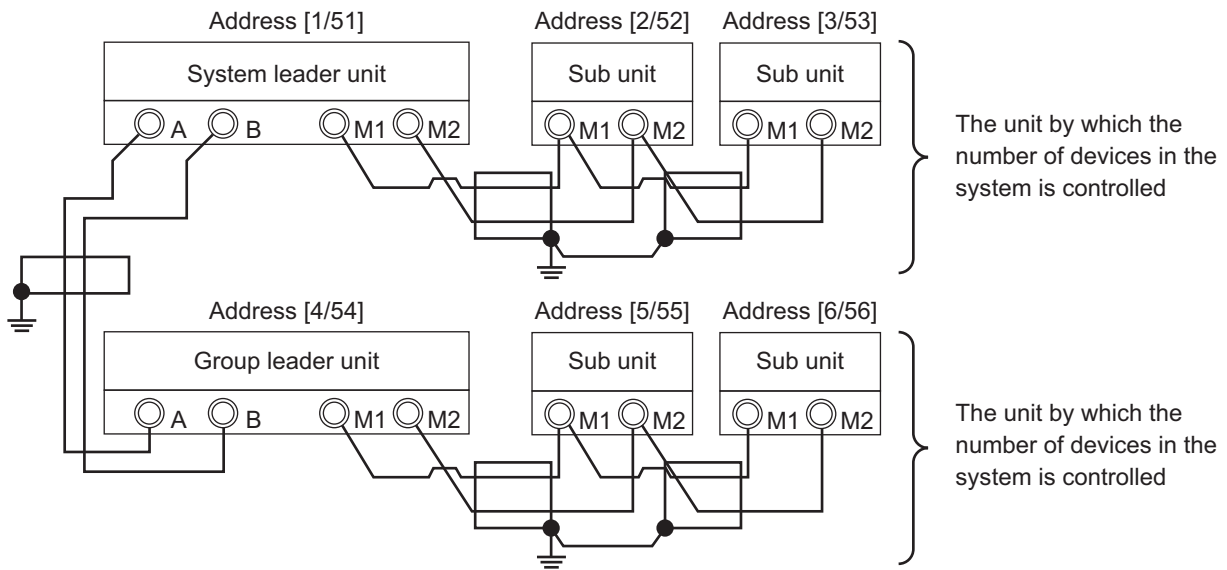 Address [1/51]
Address [2/52]
Address [3/53]
System leader unit
Sub unit
Sub unit
A
B
M1
M2
M1
M2
M1
M2
The unit by which the
number of devices in the
system is controlled
Address [4/54]
Address [5/55]
Address [6/56]
Group leader unit
Sub unit
Sub unit
A
B
M1
M2
M1
M2
M1
M2
The unit by which the
number of devices in the
system is controlled